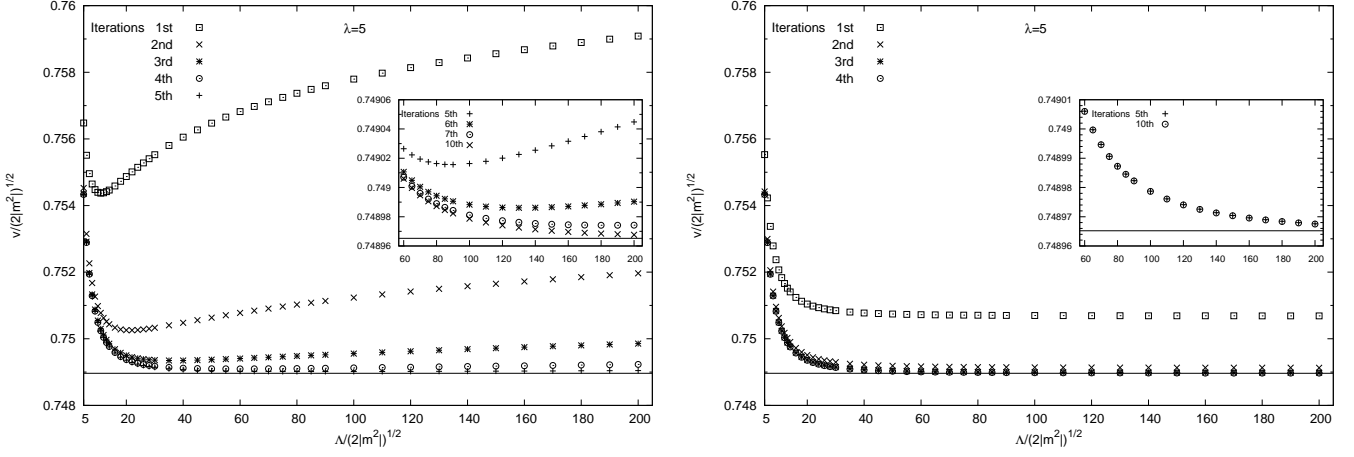 0.76
0.758
0.756
0.754
0.752
0.75
0.748
5 20 40 60 80 100 120 140 160 180 200
v/(2|m²|)^1/2
Λ/(2|m²|)^1/2
Iterations 1st
2nd
3rd
4th
5th
λ=5
0.74906
0.74904
0.74902
0.749
0.74898
0.74896
60 80 100 120 140 160 180 200
Iterations 5th
6th
7th
10th
0.76
0.758
0.756
0.754
0.752
0.75
0.748
5 20 40 60 80 100 120 140 160 180 200
v/(2|m²|)^1/2
Λ/(2|m²|)^1/2
Iterations 1st
2nd
3rd
4th
λ=5
0.74901
0.749
0.74899
0.74898
0.74897
0.74896
60 80 100 120 140 160 180 200
Iterations 5th
10th